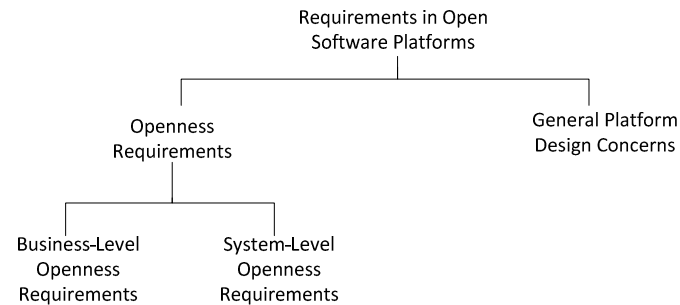 Requirements in Open
Software Platforms
Openness
Requirements
General Platform
Design Concerns
Business-Level
Openness
Requirements
System-Level
Openness
Requirements